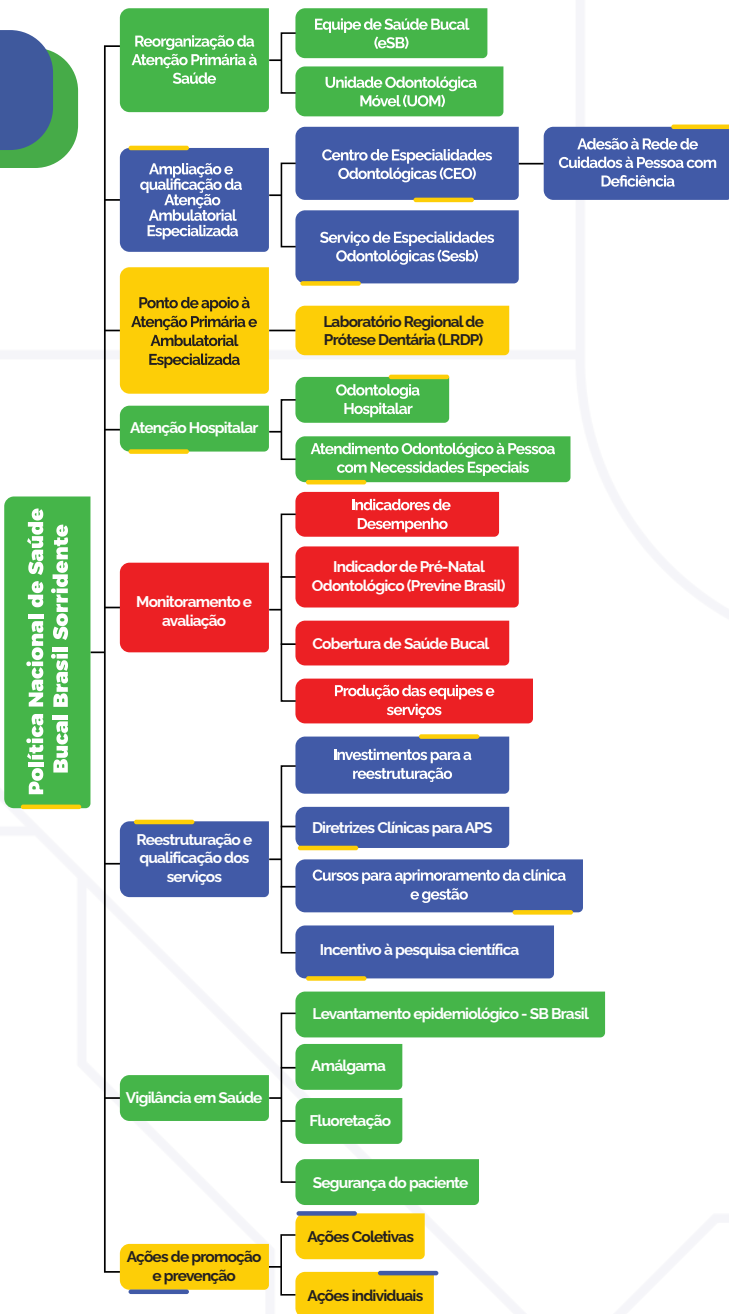 Política Nacional de Saúde
Bucal Brasil Sorridente
Reorganização da
Atenção Primária à
Saúde
Equipe de Saúde Bucal
(eSB)
Unidade Odontológica
Móvel (UOM)
Ampliação e
qualificação da
Atenção
Ambulatorial
Especializada
Centro de Especialidades
Odontológicas (CEO)
Adesão à Rede de
Cuidados à Pessoa com
Deficiência
Serviço de Especialidades
Odontológicas (Sesb)
Ponto de apoio à
Atenção Primária e
Ambulatorial
Especializada
Laboratório Regional de
Prótese Dentária (LRDP)
Atenção Hospitalar
Odontologia
Hospitalar
Atendimento Odontológico à Pessoa
com Necessidades Especiais
Monitoramento e
avaliação
Indicadores de
Desempenho
Indicador de Pré-Natal
Odontológico (Previne Brasil)
Cobertura de Saúde Bucal
Produção das equipes e
serviços
Reestruturação e
qualificação dos
serviços
Investimentos para a
reestruturação
Diretrizes Clínicas para APS
Cursos para aprimoramento da clínica
e gestão
Incentivo à pesquisa científica
Vigilância em Saúde
Levantamento epidemiológico - SB Brasil
Amálgama
Fluoretação
Segurança do paciente
Ações de promoção
e prevenção
Ações Coletivas
Ações individuais